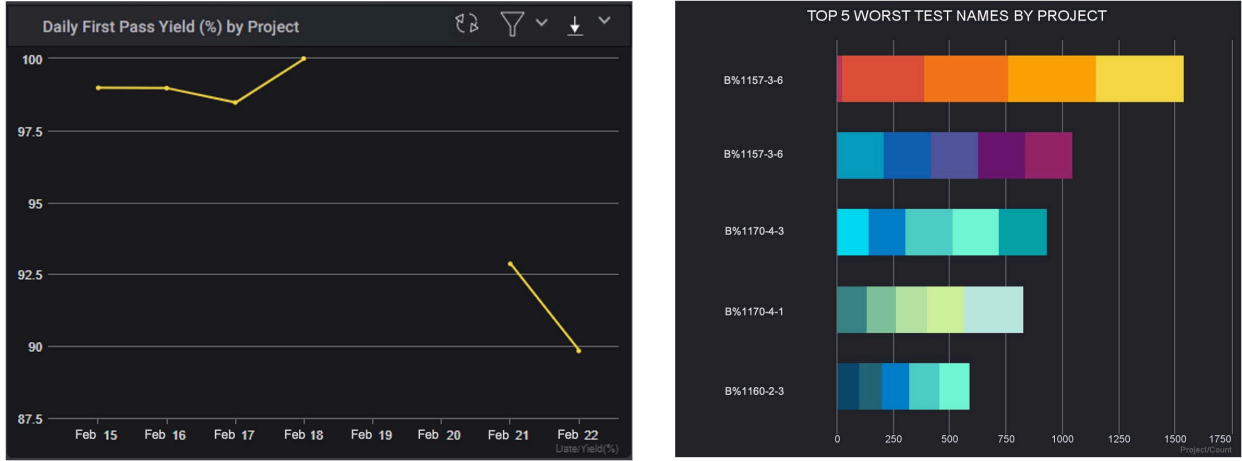 Daily First Pass Yield (%) by Project
100
97.5
95
92.5
90
87.5
Feb 15 Feb 16 Feb 17 Feb 18 Feb 19 Feb 20 Feb 21 Feb 22
Date/Yield(%)
TOP 5 WORST TEST NAMES BY PROJECT
B%1157-3-6
B%1157-3-6
B%1170-4-3
B%1170-4-1
B%1160-2-3
0 250 500 750 1000 1250 1500 1750
Project/Count